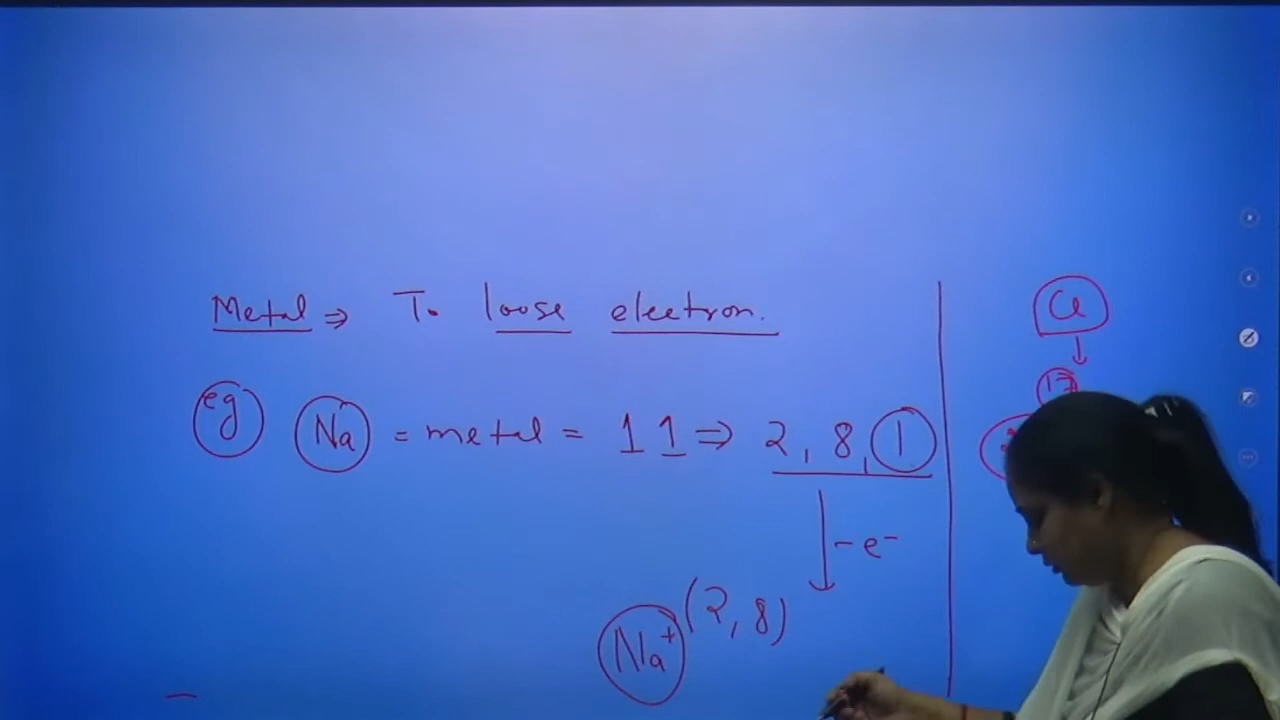 Metal ⇒ To loose electron.
eg Na = metal = 11 ⇒ 2, 8, 1
- e⁻
Na⁺ (2, 8)
Cl
↓
17